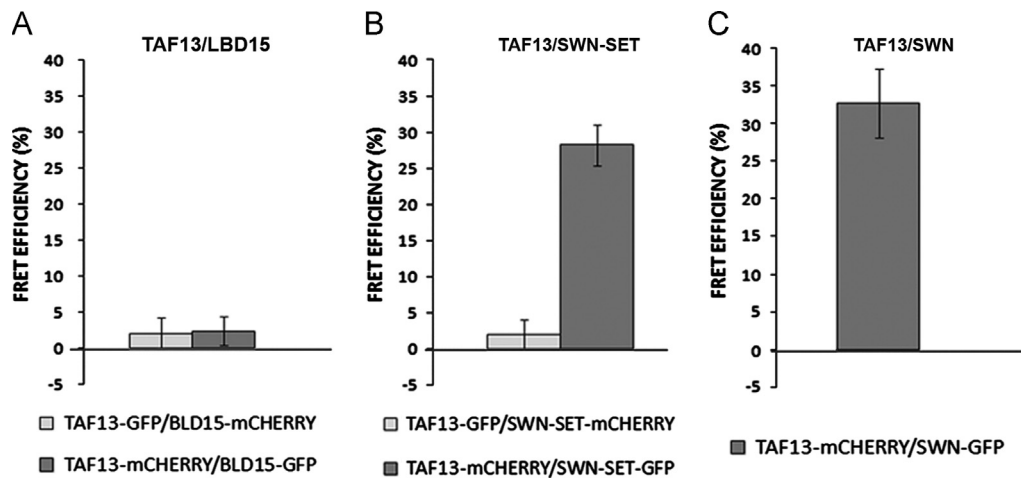 A
TAF13/LBD15
FRET EFFICIENCY (%)
40
35
30
25
20
15
10
5
0
-5
TAF13-GFP/BLD15-mCHERRY
TAF13-mCHERRY/BLD15-GFP
B
TAF13/SWN-SET
FRET EFFICIENCY (%)
40
35
30
25
20
15
10
5
0
-5
TAF13-GFP/SWN-SET-mCHERRY
TAF13-mCHERRY/SWN-SET-GFP
C
TAF13/SWN
FRET EFFICIENCY (%)
40
35
30
25
20
15
10
5
0
-5
TAF13-mCHERRY/SWN-GFP